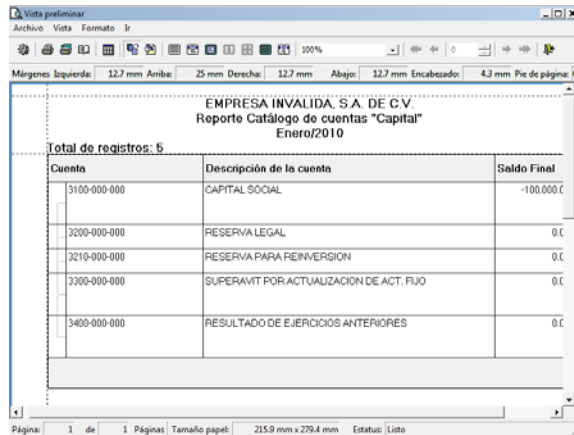 Vista preliminar
Archivo Vista Formato Ir
100% 0
Márgenes Izquierda: 12.7 mm Arriba: 25 mm Derecha: 12.7 mm Abajo: 12.7 mm Encabezado: 4.3 mm Pie de página:
EMPRESA INVALIDA, S.A. DE C.V.
Reporte Catálogo de cuentas "Capital"
Enero/2010
Total de registros: 5
Cuenta Descripción de la cuenta Saldo Final
3100-000-000 CAPITAL SOCIAL -100,000.0
3200-000-000 RESERVA LEGAL 0.0
3210-000-000 RESERVA PARA REINVERSION 0.0
3300-000-000 SUPERAVIT POR ACTUALIZACION DE ACT. FIJO 0.0
3400-000-000 RESULTADO DE EJERCICIOS ANTERIORES 0.0
Página: 1 de 1 Páginas Tamaño papel: 215.9 mm x 279.4 mm Estatus: Listo